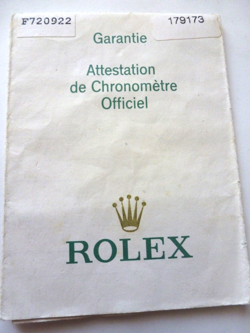 F720922 179173
Garantie
Attestation
de Chronomètre
Officiel
ROLEX